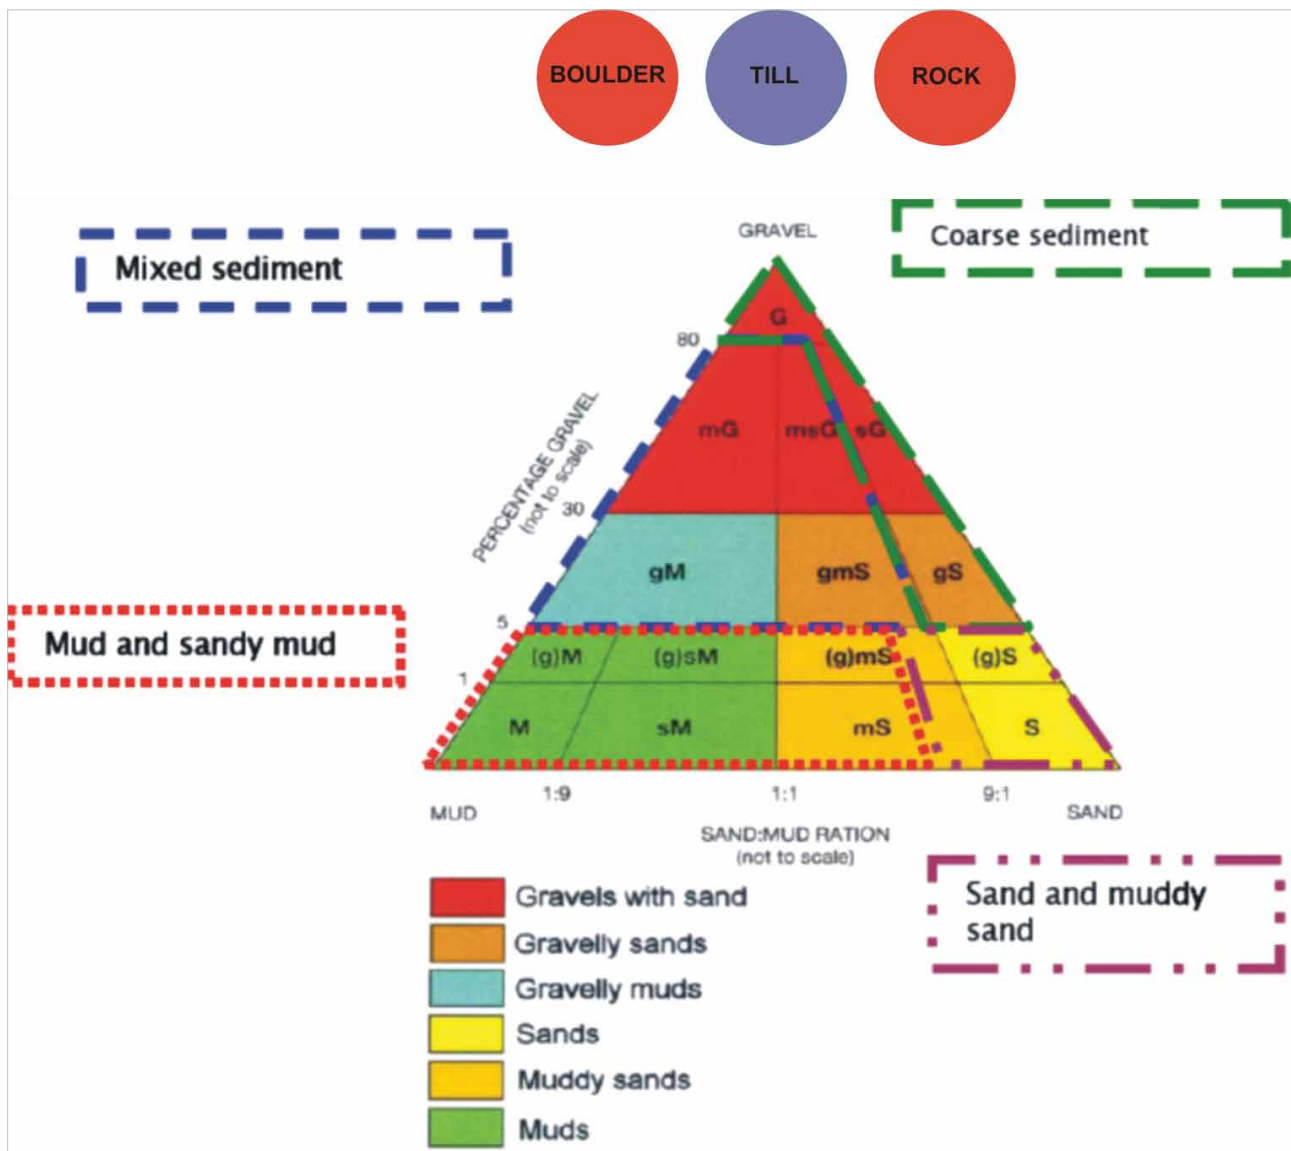 BOULDER
TILL
ROCK
GRAVEL
Coarse sediment
Mixed sediment
G
80
PERCENTAGE GRAVEL
(not to scale)
mG
msG
sG
30
gM
gmS
gS
5
Mud and sandy mud
(g)M
(g)sM
(g)mS
(g)S
1
M
sM
mS
S
1:9
1:1
9:1
MUD
SAND
SAND:MUD RATION
(not to scale)
Sand and muddy
sand
Gravels with sand
Gravelly sands
Gravelly muds
Sands
Muddy sands
Muds